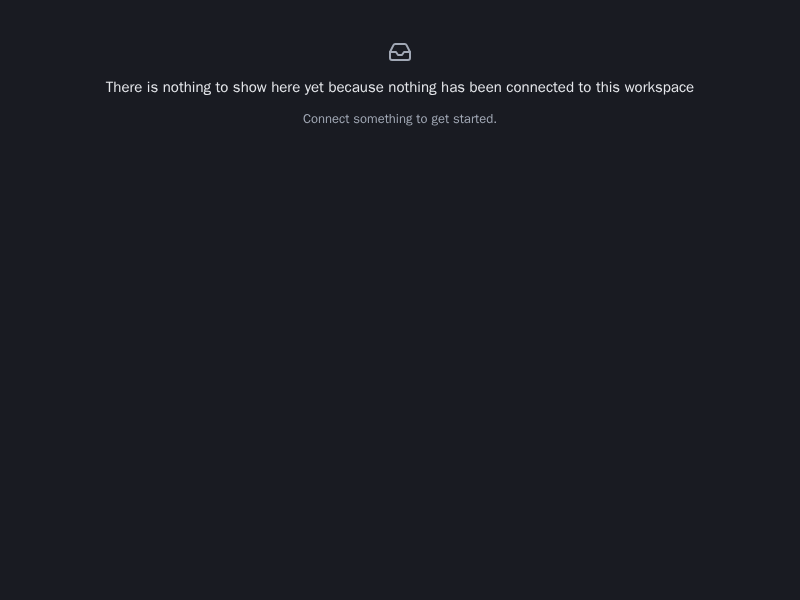 There is nothing to show here yet because nothing has been connected to this workspace
Connect something to get started.